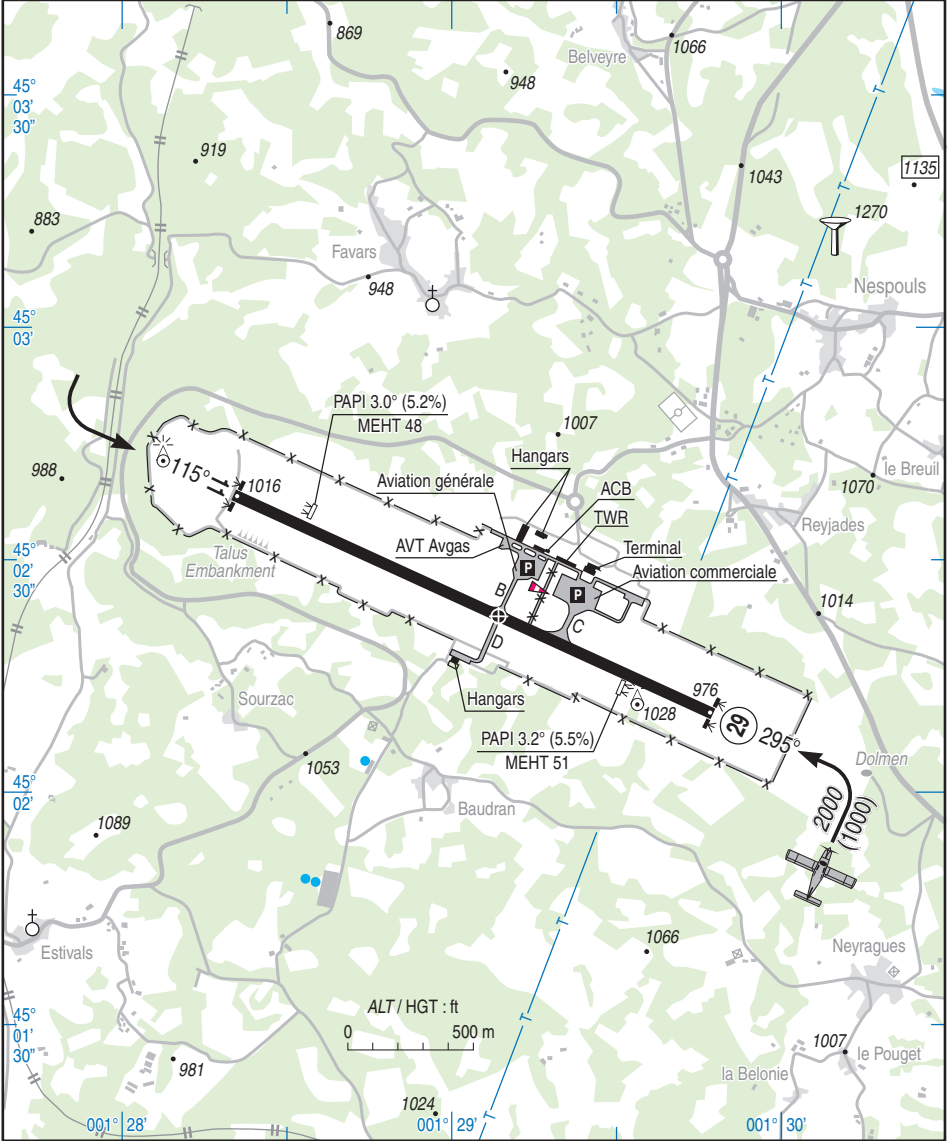 869
1066
Belveyre
948
45°
03'
30"
T
919
1043
1135
883
1270
Favars
948
Nespouls
45°
03'
PAPI 3.0° (5.2%)
MEHT 48
1007
Hangars
988
115°
11
1016
Aviation générale
ACB
TWR
1070
le Breuil
Reyjades
Talus
Embankment
AVT Avgas
Terminal
Aviation commerciale
45°
02'
30"
T
P
P
B
C
D
1014
Sourzac
Hangars
976
1028
29
295°
PAPI 3.2° (5.5%)
MEHT 51
1053
Dolmen
45°
02'
2000
(1000)
Baudran
1089
T
Estivals
1066
Neyragues
ALT / HGT : ft
0 500 m
45°
01'
30"
T
981
1007
le Pouget
la Belonie
1024
T
001° 28'
001° 29'
001° 30'